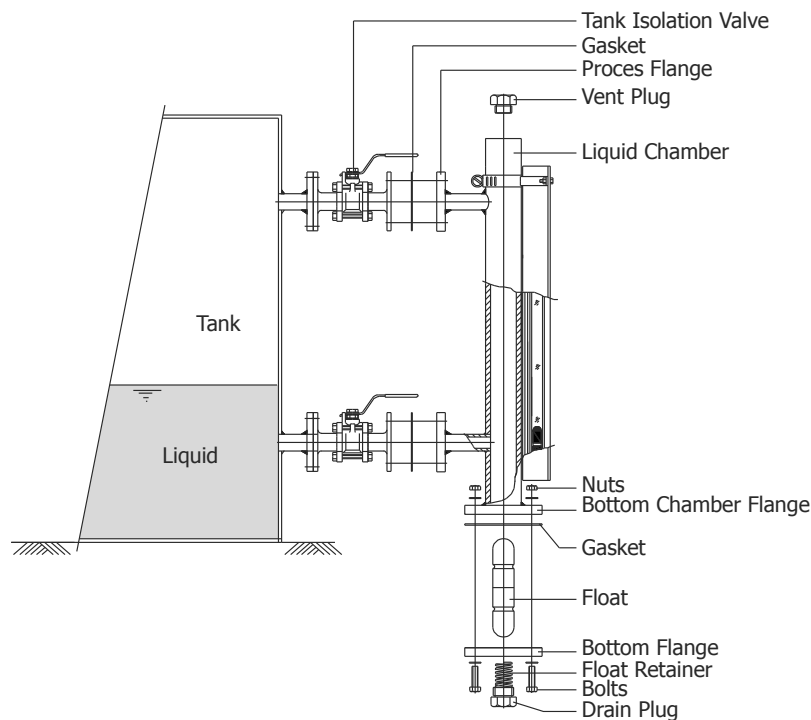 Tank Isolation Valve
Gasket
Proces Flange
Vent Plug
Liquid Chamber
Tank
Liquid
Nuts
Bottom Chamber Flange
Gasket
Float
Bottom Flange
Float Retainer
Bolts
Drain Plug